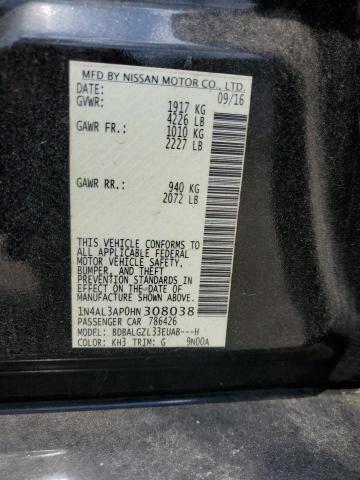 MFD BY NISSAN MOTOR CO., LTD.
DATE: 09/16
GVWR: 1917 KG
4226 LB
GAWR FR.: 1010 KG
2227 LB
GAWR RR.: 940 KG
2072 LB
THIS VEHICLE CONFORMS TO
ALL APPLICABLE FEDERAL
MOTOR VEHICLE SAFETY,
BUMPER, AND THEFT
PREVENTION STANDARDS IN
EFFECT ON THE DATE OF
MANUFACTURE SHOWN ABOVE.
1N4AL3AP0HN 308038
PASSENGER CAR 786426
MODEL: BDBALGZL33EUAB---H
COLOR: KH3 TRIM: G 9N00A